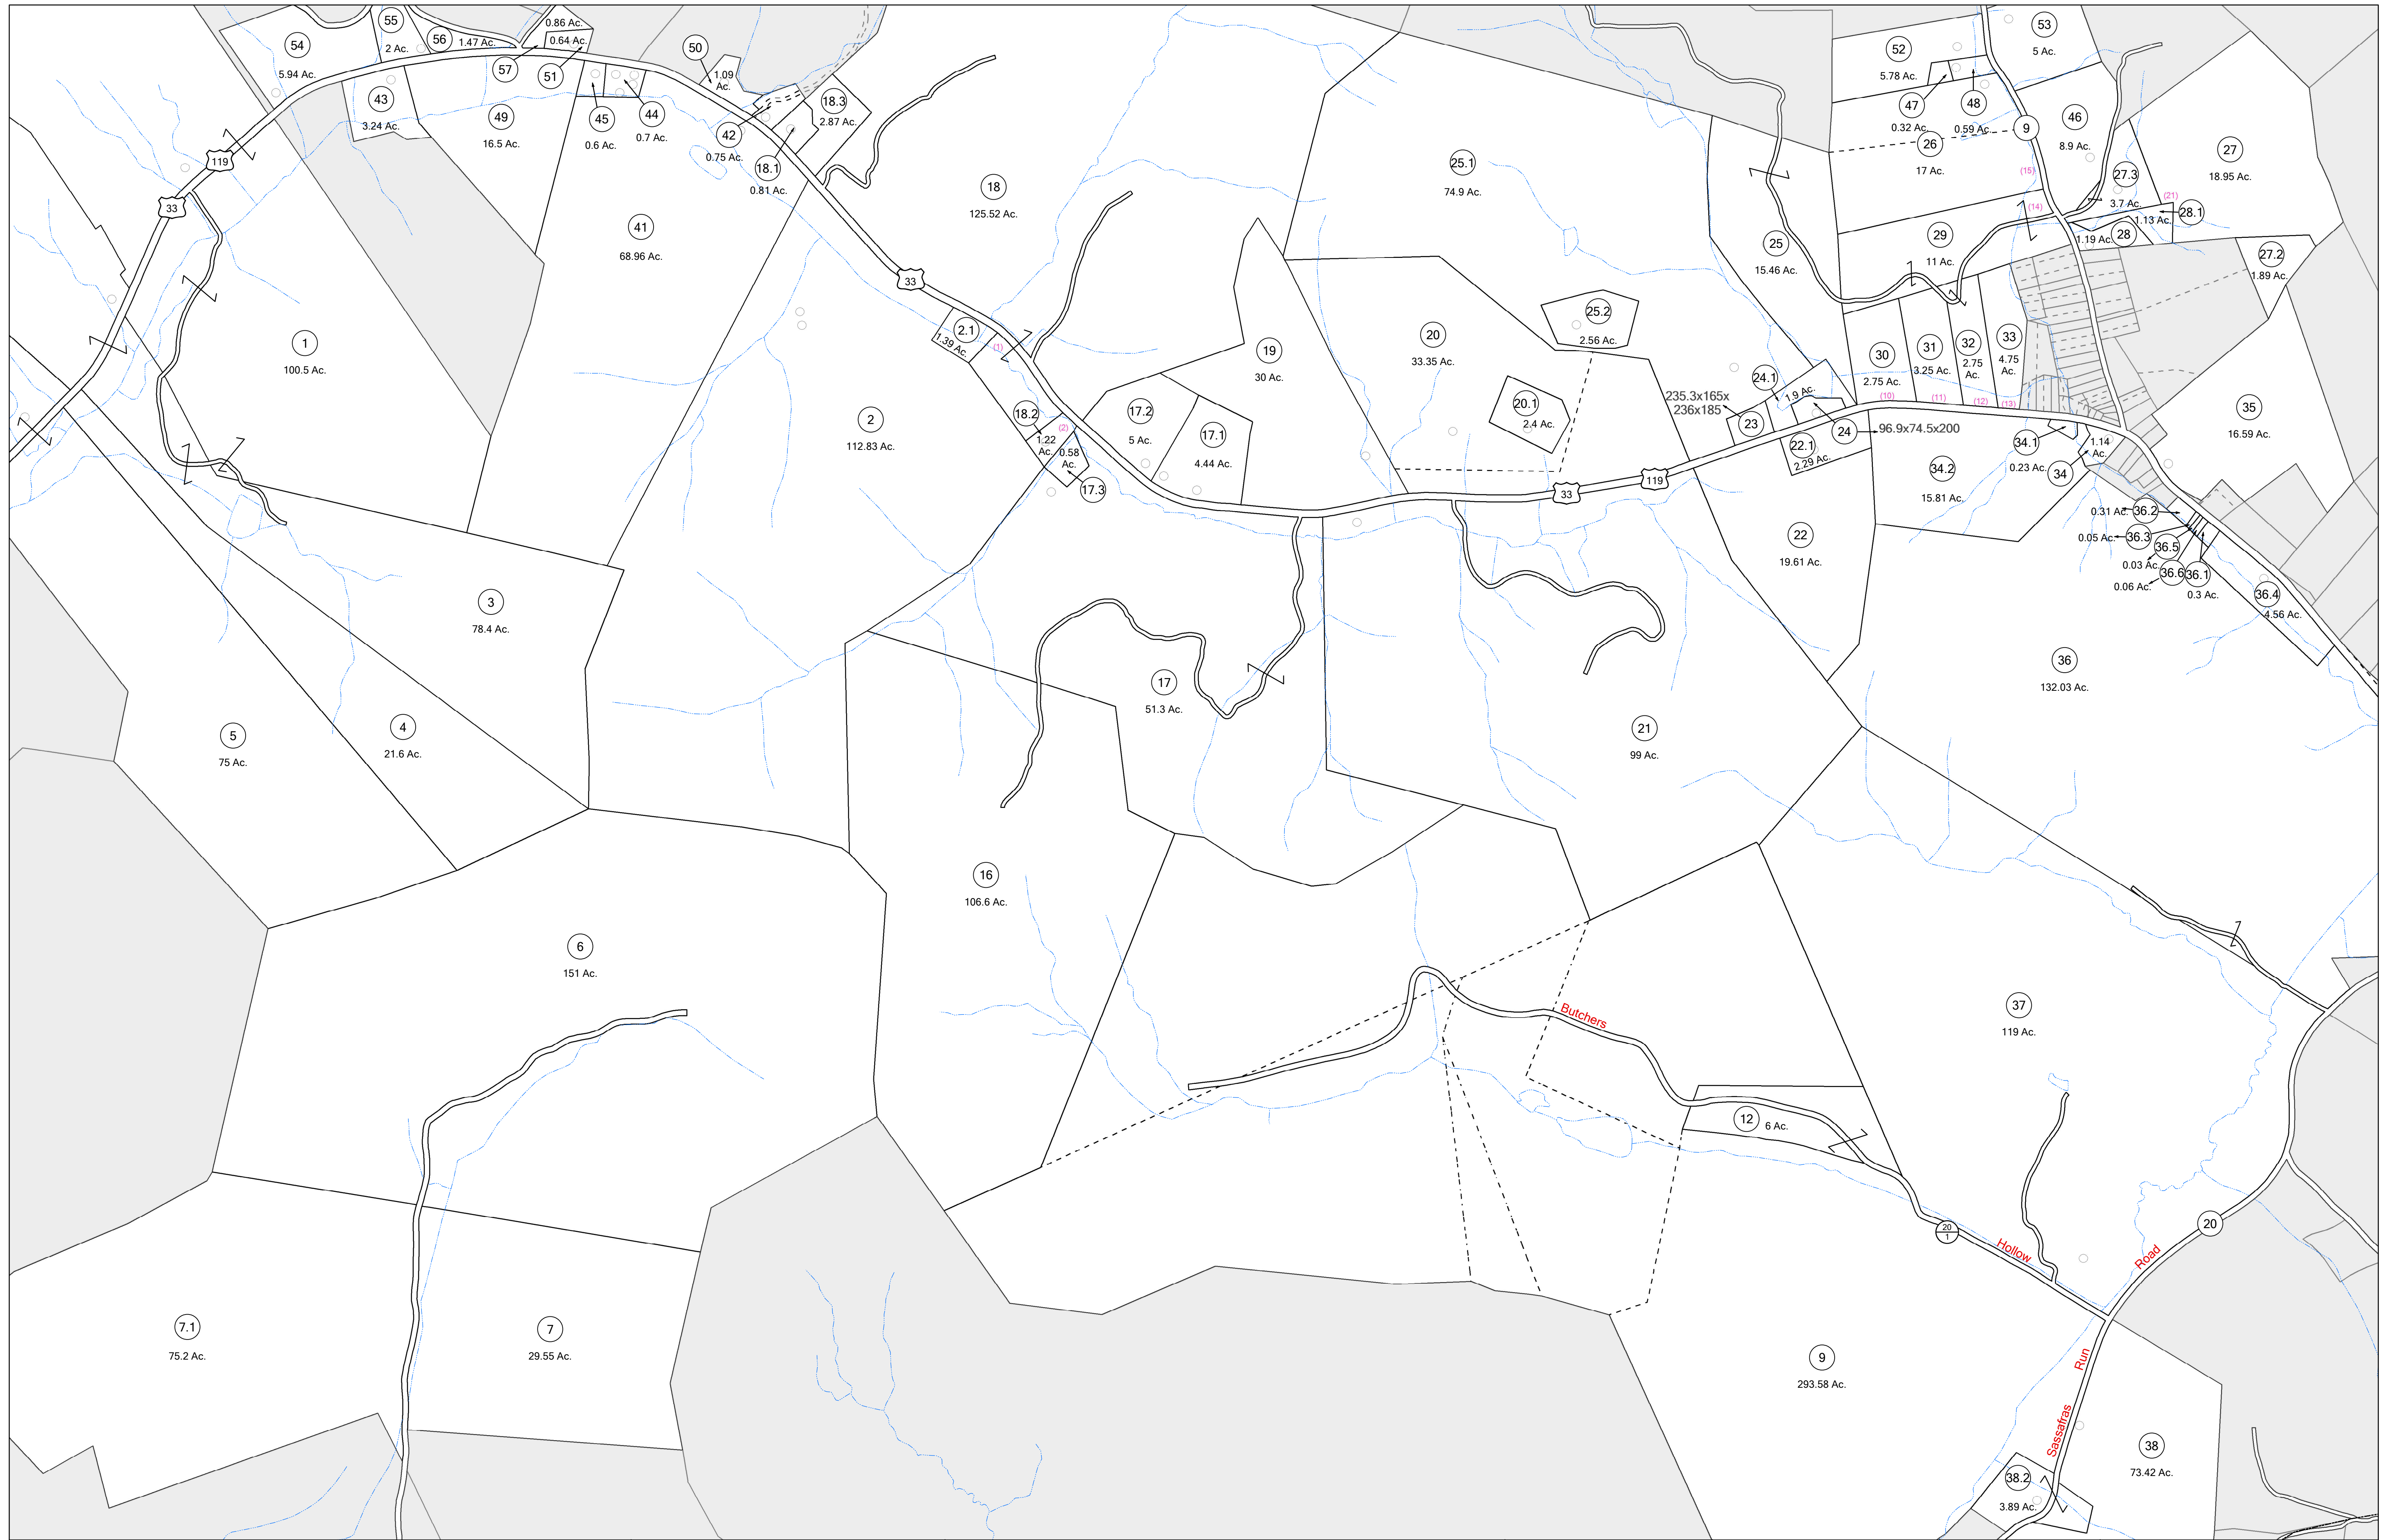 55
2 Ac.
56
1.47 Ac.
0.86 Ac.
0.64 Ac.
57
51
54
5.94 Ac.
43
3.24 Ac.
49
16.5 Ac.
45
0.6 Ac.
44
0.7 Ac.
50
1.09
Ac.
42
0.75 Ac.
18.3
2.87 Ac.
18.1
0.81 Ac.
119
33
18
125.52 Ac.
41
68.96 Ac.
33
25.1
74.9 Ac.
52
5.78 Ac.
53
5 Ac.
47
0.32 Ac.
48
0.59 Ac.
9
46
8.9 Ac.
26
17 Ac.
(15)
27
18.95 Ac.
27.3
3.7 Ac.
(14)
(21)
28.1
1.13 Ac.
28
1.19 Ac.
29
11 Ac.
25
15.46 Ac.
27.2
1.89 Ac.
1
100.5 Ac.
2.1
1.39 Ac.
(1)
19
30 Ac.
20
33.35 Ac.
25.2
2.56 Ac.
20.1
2.4 Ac.
30
2.75 Ac.
31
3.25 Ac.
32
2.75
Ac.
33
4.75
Ac.
(10)
(11)
(12)
(13)
24.1
1.9 Ac.
235.3x165x
236x185
23
24
96.9x74.5x200
22.1
2.29 Ac.
2
112.83 Ac.
18.2
1.22
Ac.
(2)
0.58
Ac.
17.3
17.2
5 Ac.
17.1
4.44 Ac.
35
16.59 Ac.
34.1
0.23 Ac.
1.14
Ac.
34
34.2
15.81 Ac.
33
119
22
19.61 Ac.
36.2
0.31 Ac.
36.3
0.05 Ac.
36.5
0.03 Ac.
36.6
0.06 Ac.
36.1
0.3 Ac.
36.4
4.56 Ac.
3
78.4 Ac.
36
132.03 Ac.
17
51.3 Ac.
21
99 Ac.
5
75 Ac.
4
21.6 Ac.
16
106.6 Ac.
6
151 Ac.
Butchers
37
119 Ac.
12
6 Ac.
20
1
Hollow
Road
20
7.1
75.2 Ac.
7
29.55 Ac.
9
293.58 Ac.
Run
Sassafras
38
73.42 Ac.
38.2
3.89 Ac.